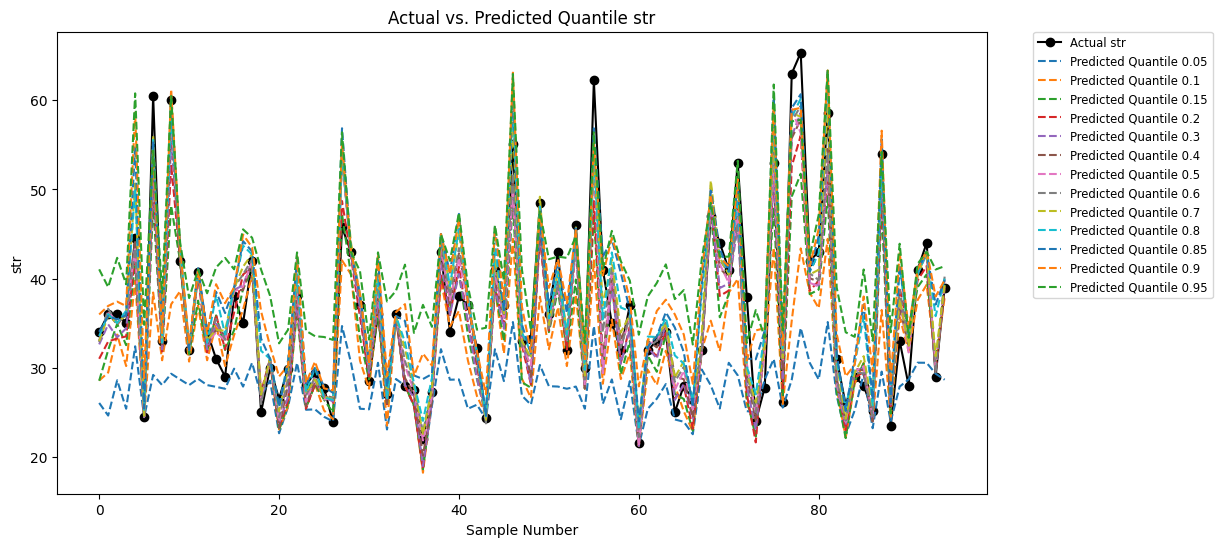 Actual vs. Predicted Quantile str
str
60
50
40
30
20
0
20
40
60
80
Sample Number
Actual str
Predicted Quantile 0.05
Predicted Quantile 0.1
Predicted Quantile 0.15
Predicted Quantile 0.2
Predicted Quantile 0.3
Predicted Quantile 0.4
Predicted Quantile 0.5
Predicted Quantile 0.6
Predicted Quantile 0.7
Predicted Quantile 0.8
Predicted Quantile 0.85
Predicted Quantile 0.9
Predicted Quantile 0.95